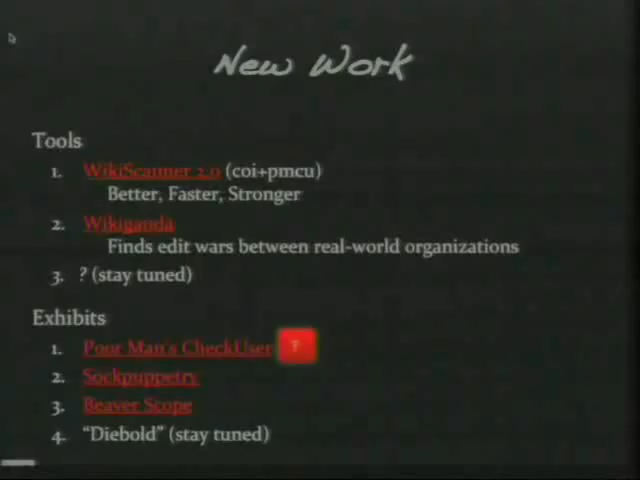 New Work
Tools
1. WikiScanner 2.0 (coi+pmcu)
Better, Faster, Stronger
2. Wikiganda
Finds edit wars between real-world organizations
3. ? (stay tuned)
Exhibits
1. Poor Man's CheckUser ?
2. Sockpuppetry
3. Beaver Scope
4. "Diebold" (stay tuned)